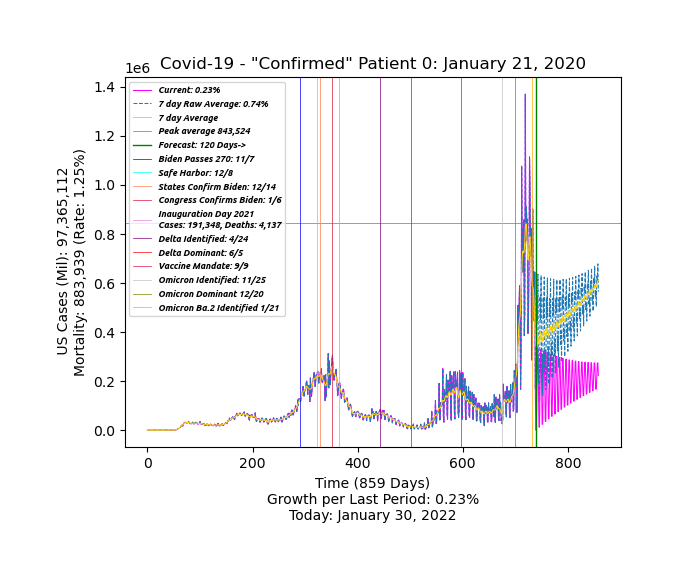 Covid-19 - "Confirmed" Patient 0: January 21, 2020
1e6
1.4
1.2
1.0
0.8
0.6
0.4
0.2
0.0
US Cases (Mil): 97,365,112
Mortality: 883,939 (Rate: 1.25%)
Current: 0.23%
7 day Raw Average: 0.74%
7 day Average
Peak average 843,524
Forecast: 120 Days->
Biden Passes 270: 11/7
Safe Harbor: 12/8
States Confirm Biden: 12/14
Congress Confirms Biden: 1/6
Inauguration Day 2021
Cases: 191,348, Deaths: 4,137
Delta Identified: 4/24
Delta Dominant: 6/5
Vaccine Mandate: 9/9
Omicron Identified: 11/25
Omicron Dominant 12/20
Omicron Ba.2 Identified 1/21
0 200 400 600 800
Time (859 Days)
Growth per Last Period: 0.23%
Today: January 30, 2022